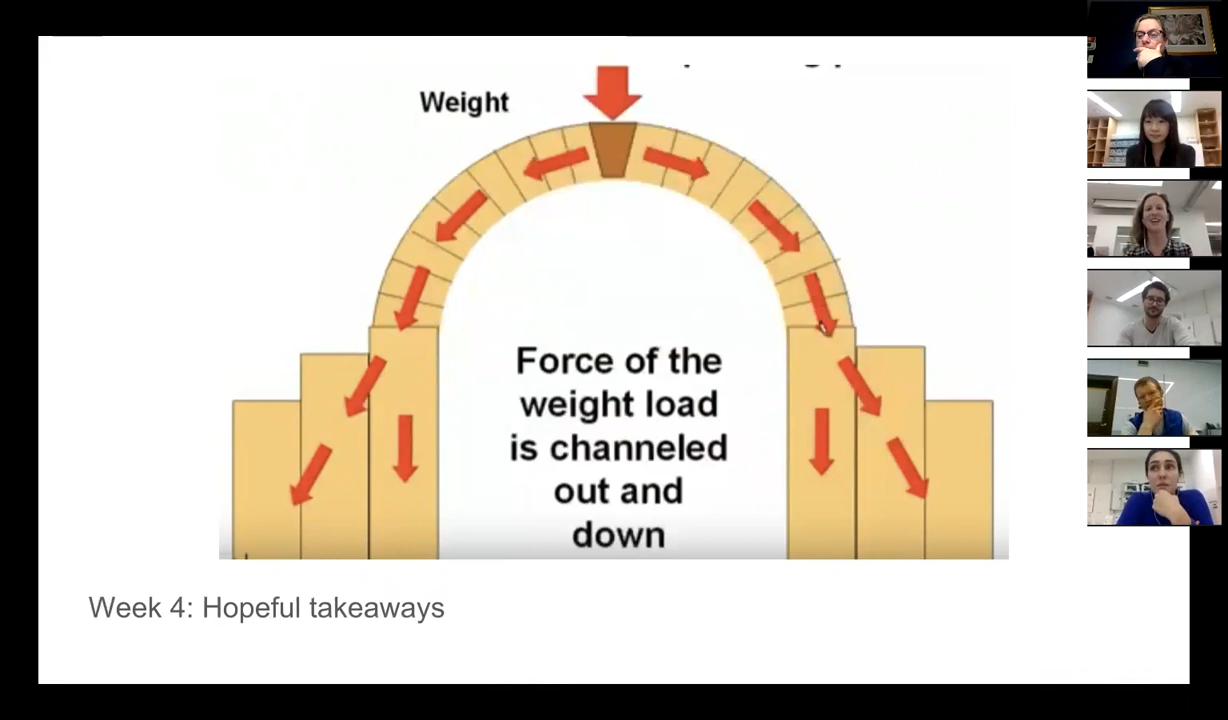 Weight
Force of the
weight load
is channeled
out and
down
Week 4: Hopeful takeaways